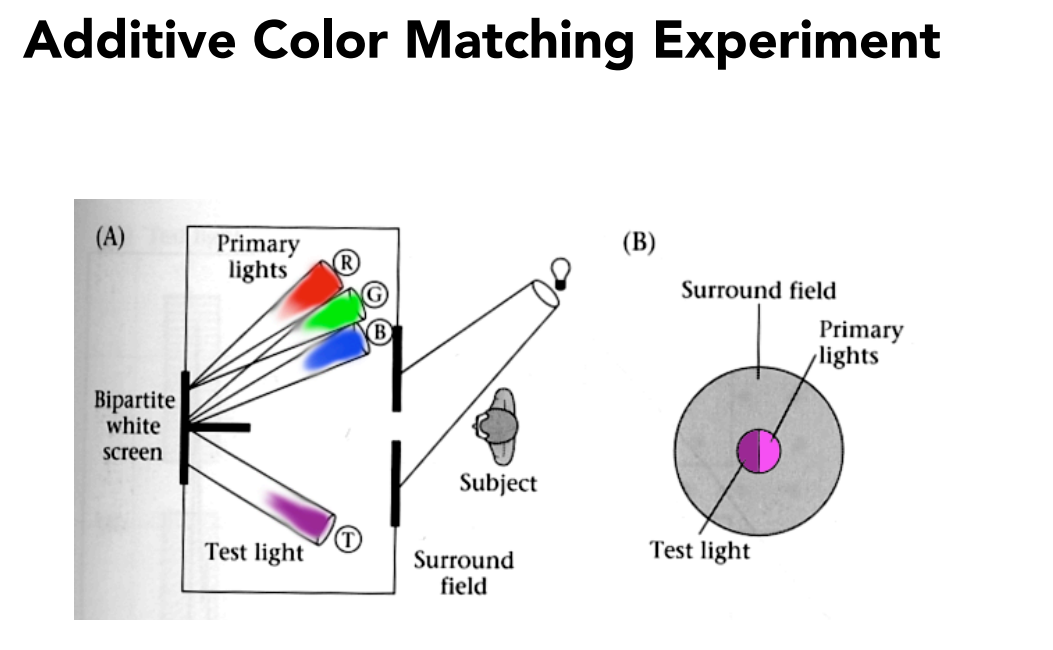 Additive Color Matching Experiment
(A)
Primary
lights
R
G
B
Bipartite
white
screen
Subject
Test light
T
Surround
field
(B)
Surround field
Primary
lights
Test light